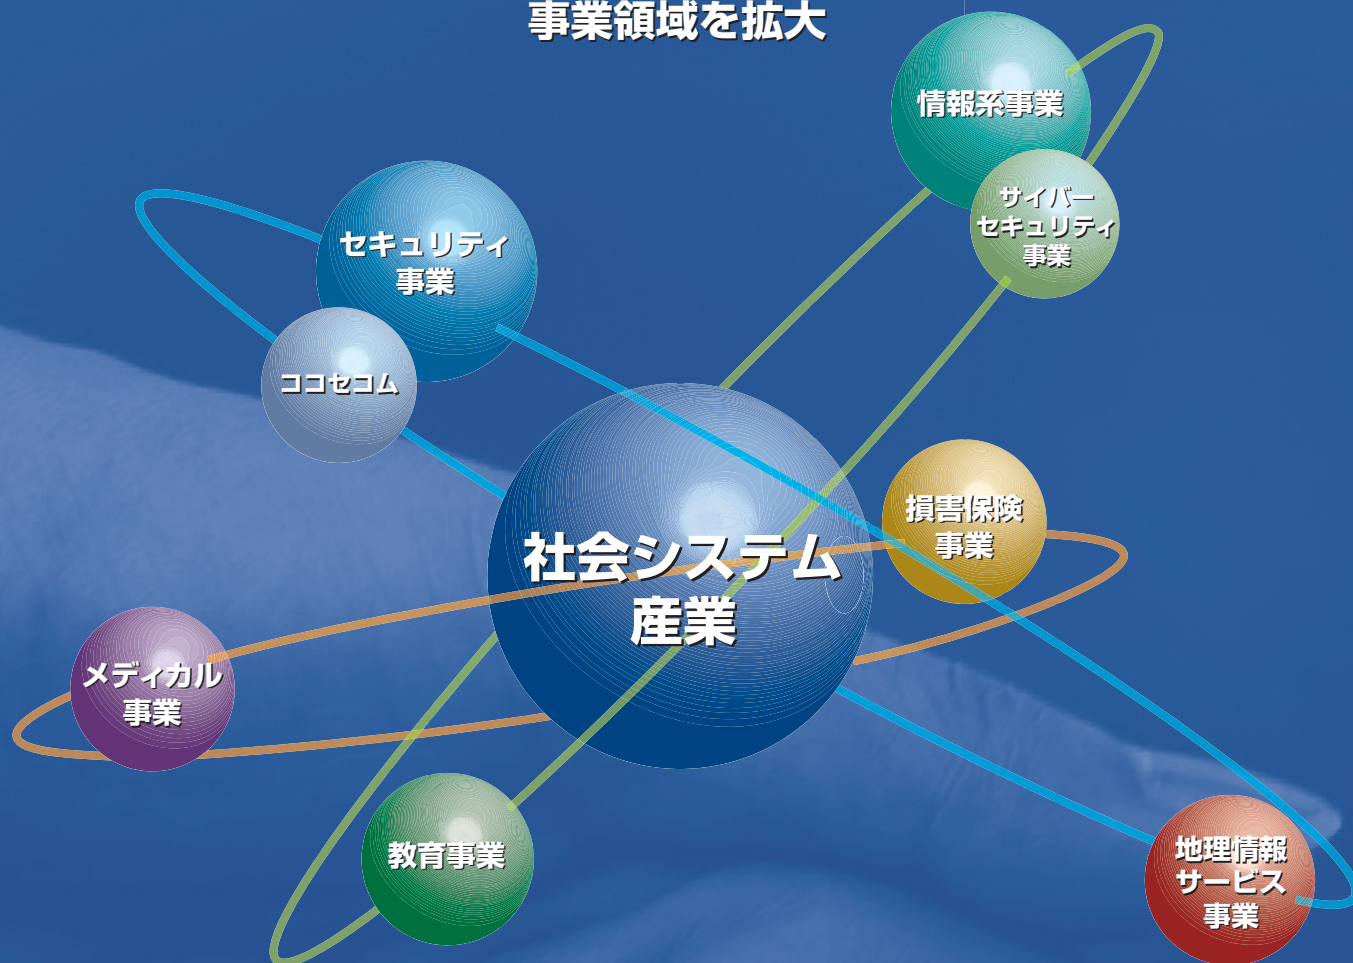 事業領域を拡大
情報系事業
サイバー
セキュリティ
事業
セキュリティ
事業
ココセコム
損害保険
事業
社会システム
産業
メディカル
事業
教育事業
地理情報
サービス
事業